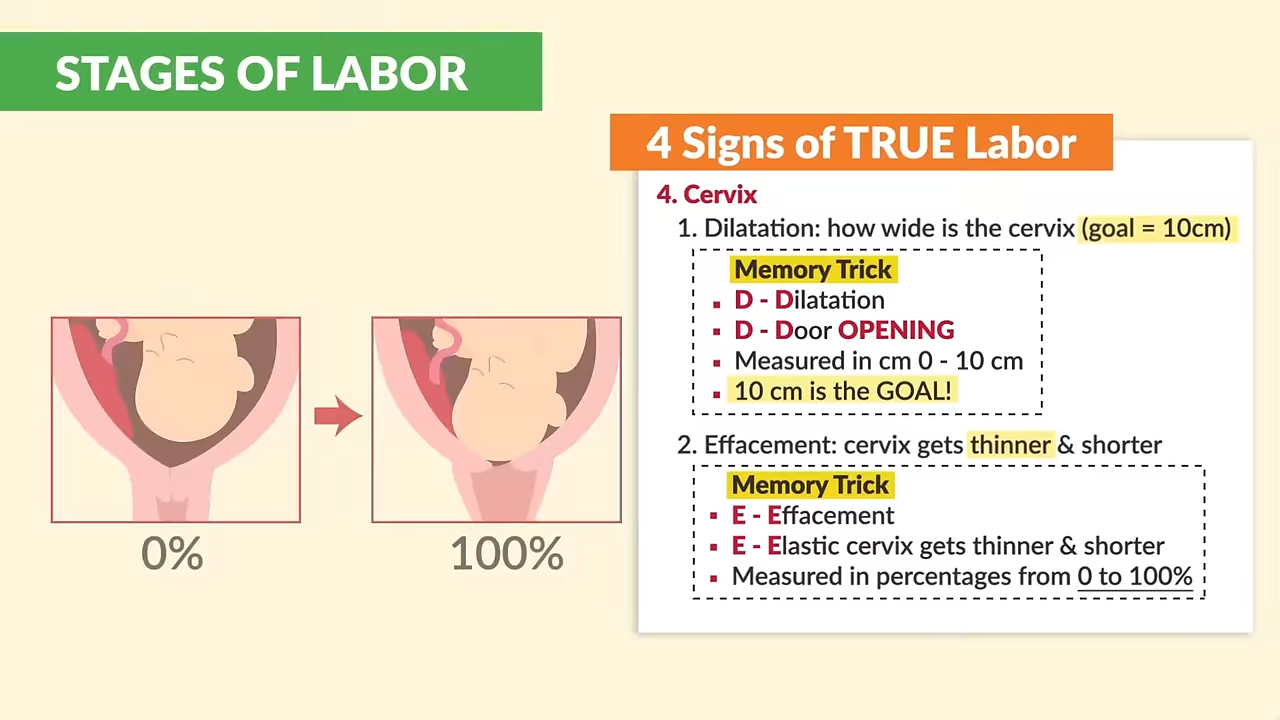 STAGES OF LABOR
4 Signs of TRUE Labor
4. Cervix
1. Dilatation: how wide is the cervix (goal = 10cm)
Memory Trick
▪ D - Dilatation
▪ D - Door OPENING
▪ Measured in cm 0 - 10 cm
▪ 10 cm is the GOAL!
2. Effacement: cervix gets thinner & shorter
Memory Trick
▪ E - Effacement
▪ E - Elastic cervix gets thinner & shorter
▪ Measured in percentages from 0 to 100%
0%
100%